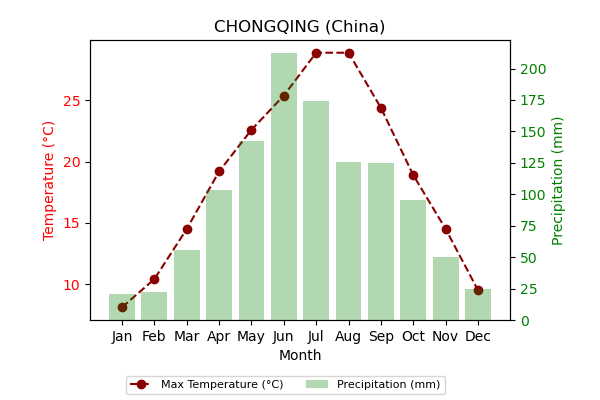 CHONGQING (China)
Temperature (°C)
25
20
15
10
200
175
150
125
100
75
50
25
0
Precipitation (mm)
Jan Feb Mar Apr May Jun Jul Aug Sep Oct Nov Dec
Month
Max Temperature (°C) Precipitation (mm)